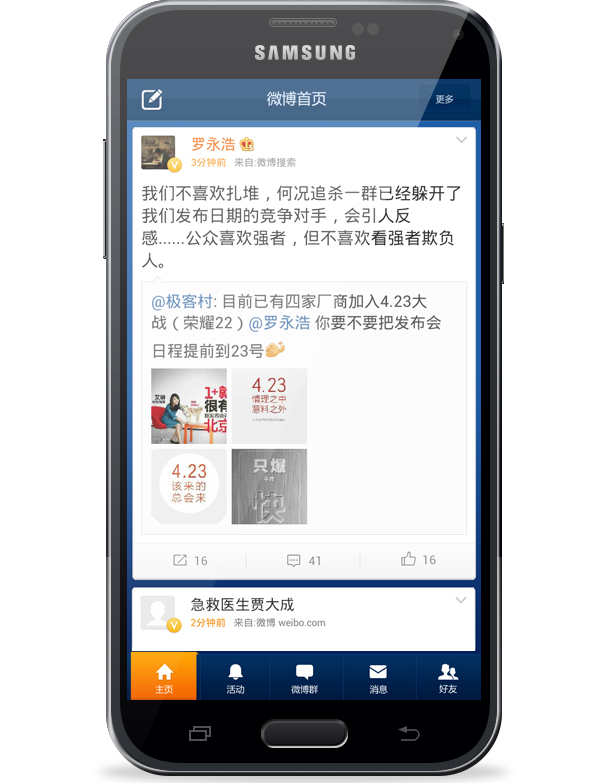 SAMSUNG
微博首页
更多
罗永浩
3分钟前 来自:微博搜索
我们不喜欢扎堆，何况追杀一群已经躲开了
我们发布日期的竞争对手，会引人反
感......公众喜欢强者，但不喜欢看强者欺负
人。
@极客村: 目前已有四家厂商加入4.23大
战（荣耀22）@罗永浩 你要不要把发布会
日程提前到23号
1+就
很有
北京
4.23
情理之中
意料之外
4.23
该来的
总会来
只爆
不炸
快
16
41
16
急救医生贾大成
2分钟前 来自:微博 weibo.com
主页
活动
微博群
消息
好友